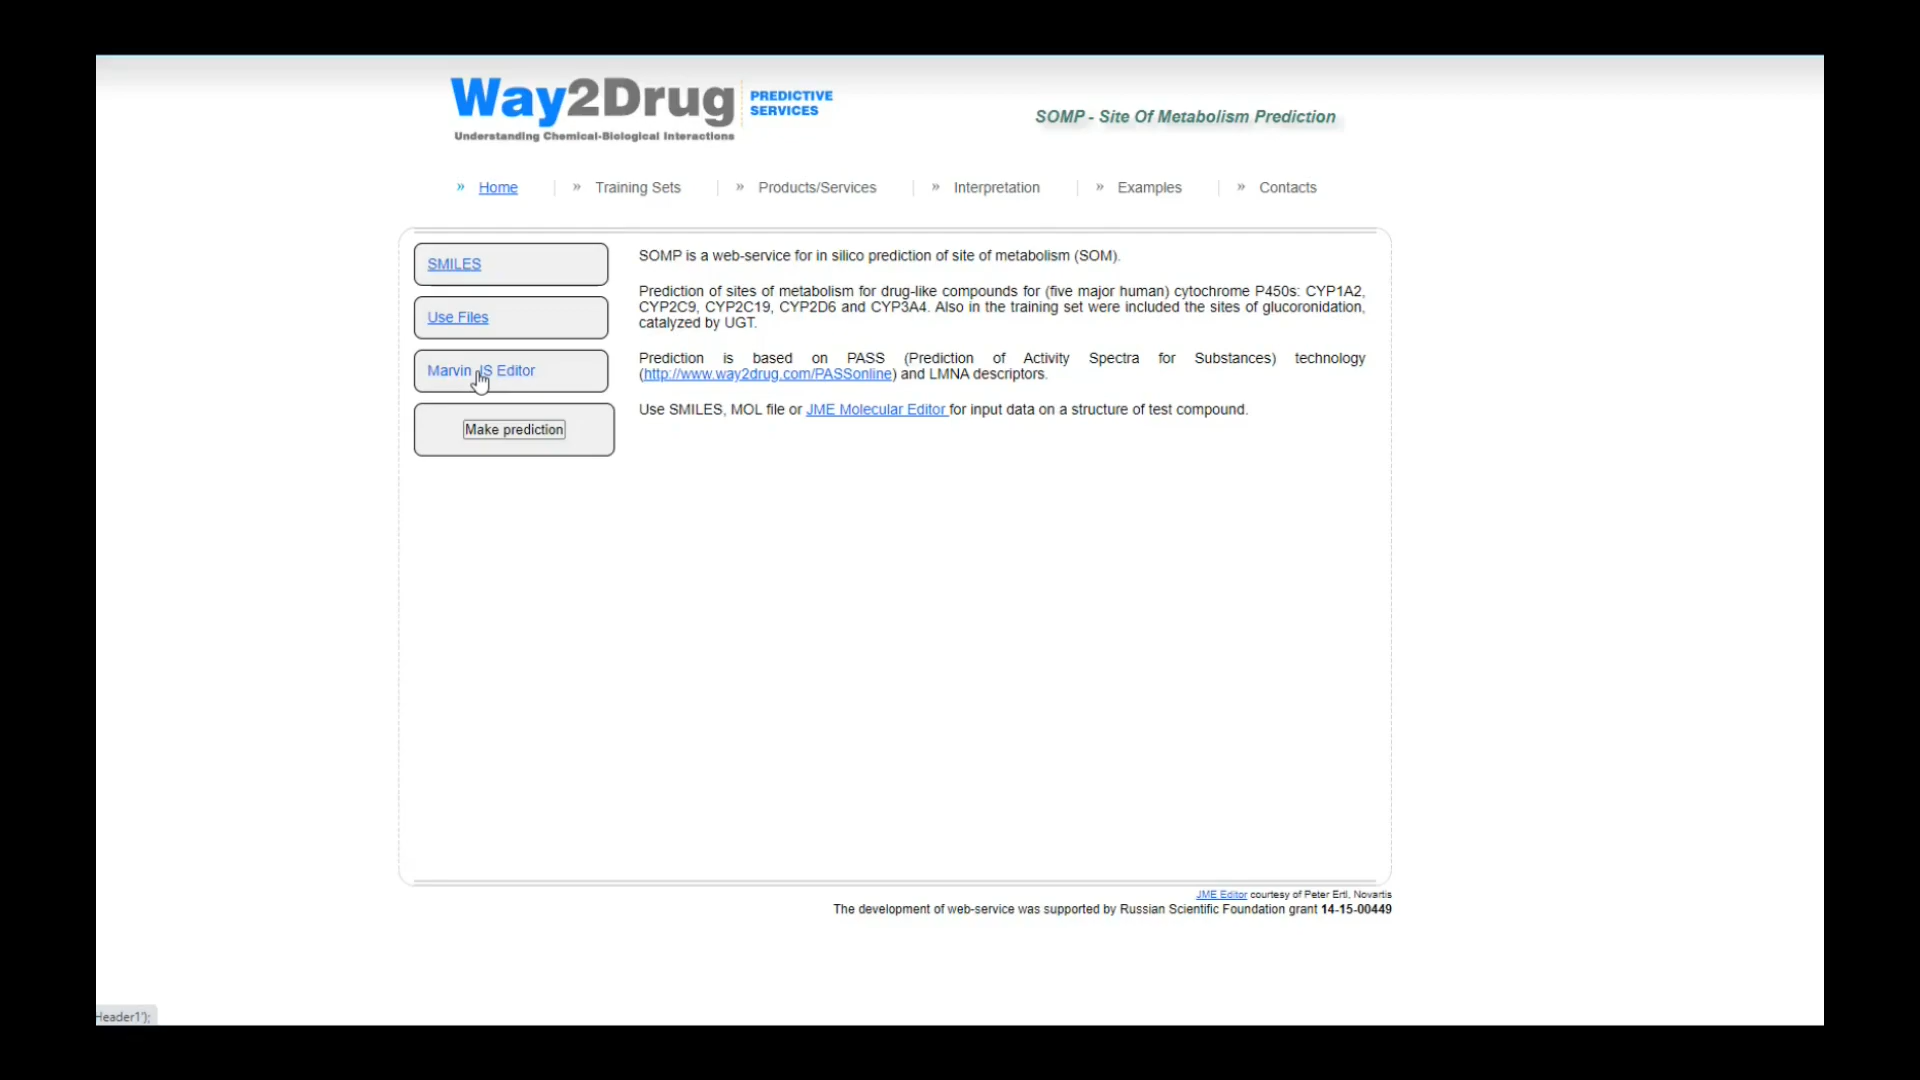 Way2Drug PREDICTIVE SERVICES
Understanding Chemical-Biological Interactions
SOMP - Site Of Metabolism Prediction
» Home » Training Sets » Products/Services » Interpretation » Examples » Contacts
SMILES
Use Files
Marvin JS Editor
Make prediction
SOMP is a web-service for in silico prediction of site of metabolism (SOM).
Prediction of sites of metabolism for drug-like compounds for (five major human) cytochrome P450s: CYP1A2,
CYP2C9, CYP2C19, CYP2D6 and CYP3A4. Also in the training set were included the sites of glucoronidation,
catalyzed by UGT.
Prediction is based on PASS (Prediction of Activity Spectra for Substances) technology
(http://www.way2drug.com/PASSonline) and LMNA descriptors.
Use SMILES, MOL file or JME Molecular Editor for input data on a structure of test compound.
JME Editor courtesy of Peter Ertl, Novartis
The development of web-service was supported by Russian Scientific Foundation grant 14-15-00449
Header1');